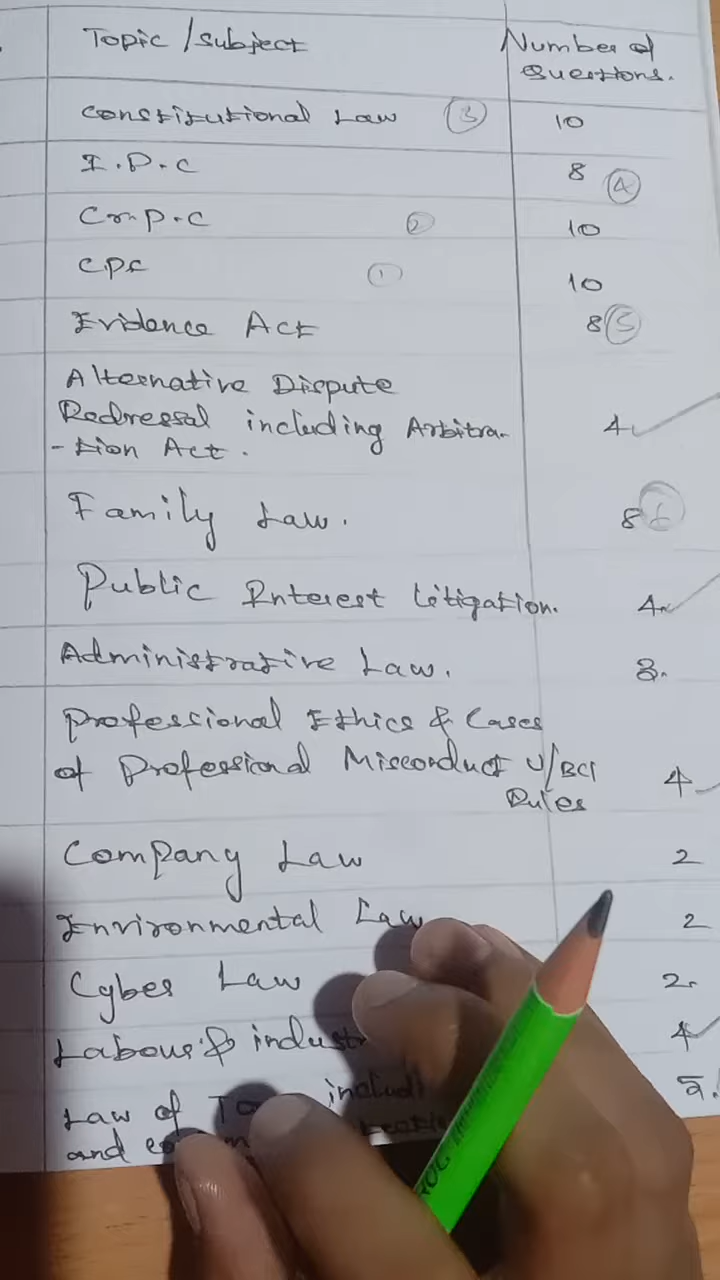 Topic /subject
Number of
Questions.
Constitutional Law ③ 10
I.P.C 8 ④
Cr.P.C ② 10
CPC ① 10
Evidence Act 8 ⑤
Alternative Dispute
Redressal including Arbitra-
-tion Act. 4
Family Law. 8
Public Interest Litigation. 4
Administrative Law. 3.
Professional Ethics & Cases
of Professional Misconduct U/BCI
Rules 4
Company Law 2
Environmental Law 2
Cyber Law 2.
Labour & indust 4
Law of includ
and